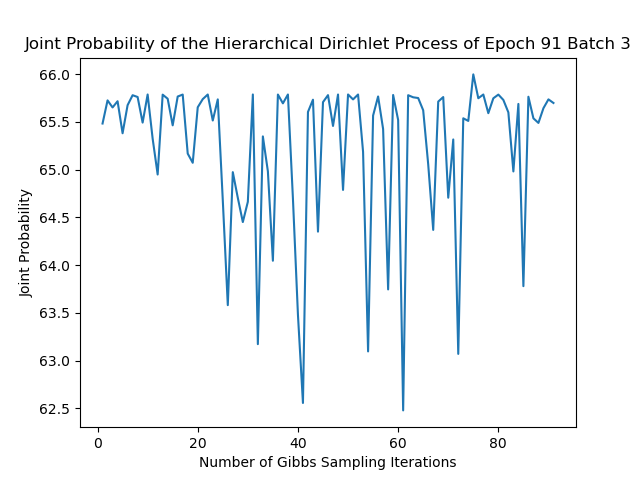 Joint Probability of the Hierarchical Dirichlet Process of Epoch 91 Batch 3
66.0
65.5
65.0
64.5
64.0
63.5
63.0
62.5
Joint Probability
0 20 40 60 80
Number of Gibbs Sampling Iterations